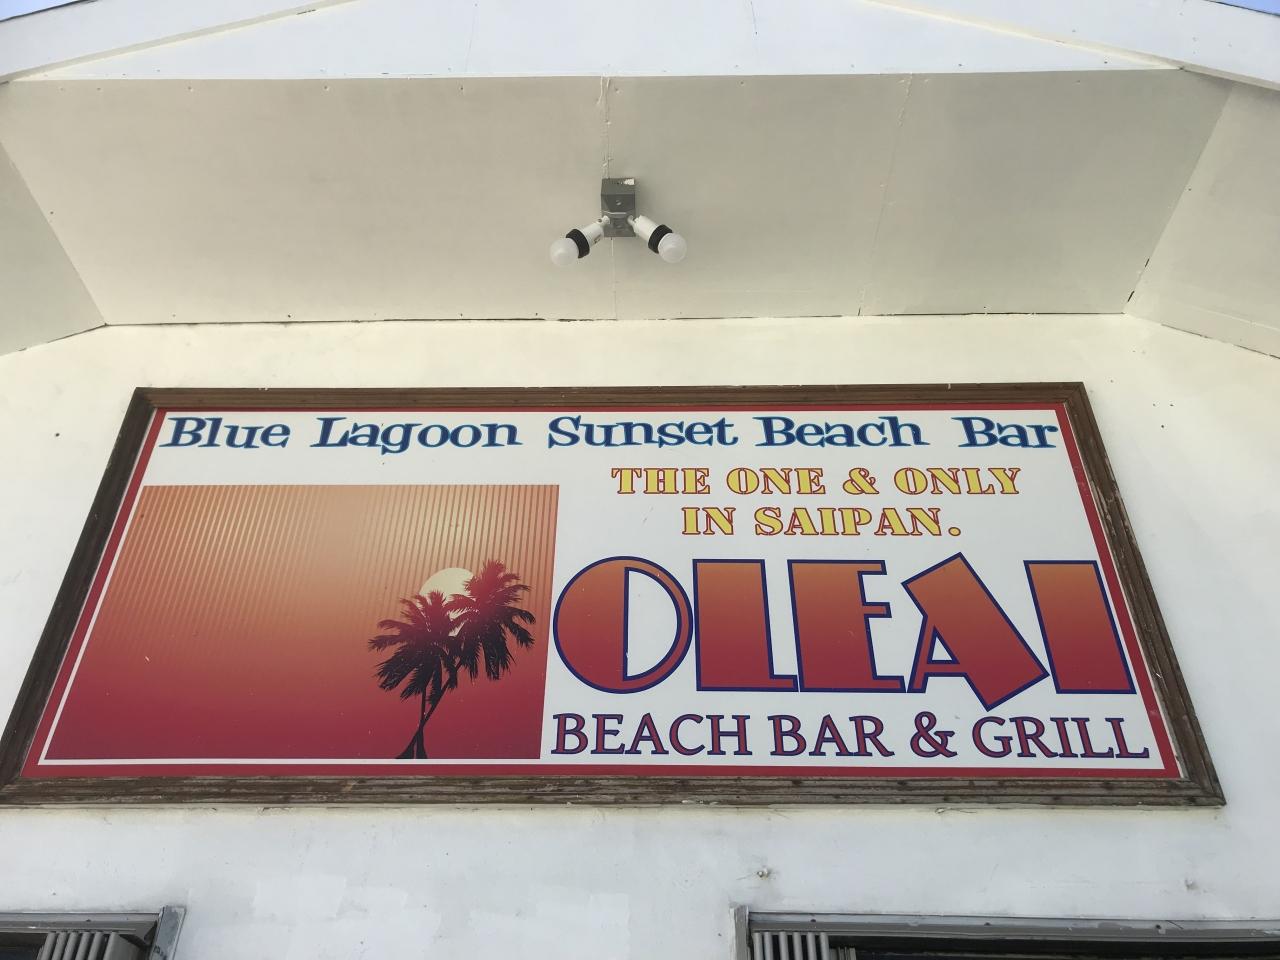 Blue Lagoon Sunset Beach Bar
THE ONE & ONLY
IN SAIPAN.
OLEAI
BEACH BAR & GRILL